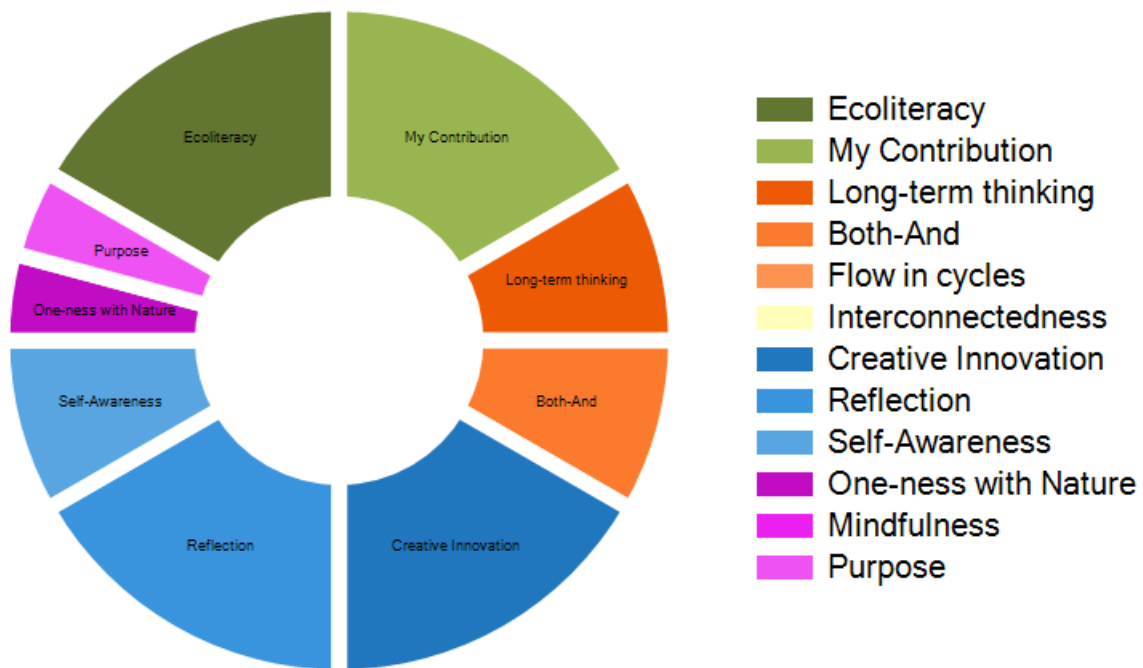 Ecoliteracy
My Contribution
Purpose
Long-term thinking
One-ness with Nature
Self-Awareness
Both-And
Reflection
Creative Innovation
Ecoliteracy
My Contribution
Long-term thinking
Both-And
Flow in cycles
Interconnectedness
Creative Innovation
Reflection
Self-Awareness
One-ness with Nature
Mindfulness
Purpose